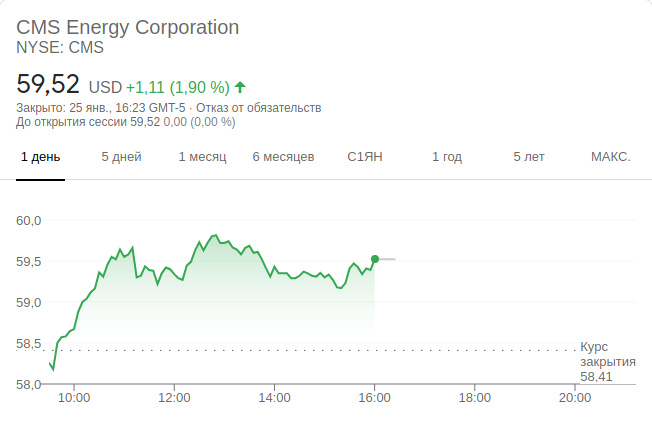 CMS Energy Corporation
NYSE: CMS
59,52 USD +1,11 (1,90 %)
Закрыто: 25 янв., 16:23 GMT-5 · Отказ от обязательств
До открытия сессии 59,52 0,00 (0,00 %)
1 день 5 дней 1 месяц 6 месяцев С1ЯН 1 год 5 лет МАКС.
60,0
59,5
59,0
58,5
58,0
Курс
закрытия
58,41
10:00 12:00 14:00 16:00 18:00 20:00